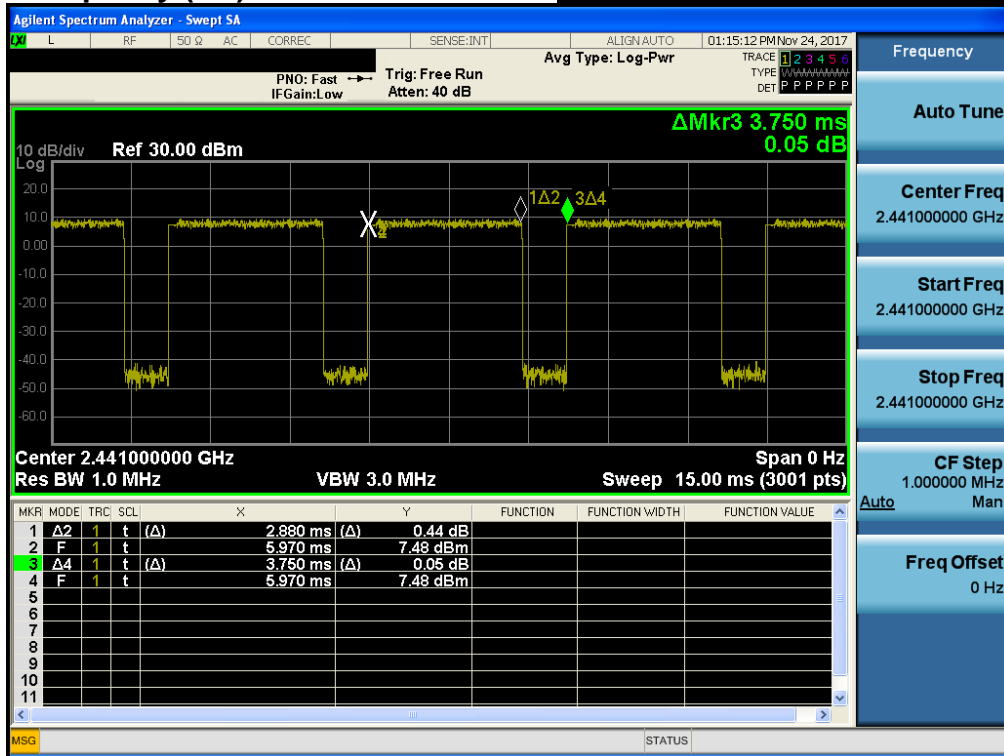 Agilent Spectrum Analyzer - Swept SA
LXI L RF 50 Ω AC CORREC SENSE:INT ALIGN AUTO 01:15:12 PM Nov 24, 2017
Avg Type: Log-Pwr
TRACE 1 2 3 4 5 6
TYPE WWWWWW
DET P P P P P P
PNO: Fast
IFGain:Low
Trig: Free Run
Atten: 40 dB
ΔMkr3 3.750 ms
0.05 dB
10 dB/div Ref 30.00 dBm
Log
20.0
10.0
0.00
-10.0
-20.0
-30.0
-40.0
-50.0
-60.0
1Δ2 3Δ4
Center 2.441000000 GHz Span 0 Hz
Res BW 1.0 MHz VBW 3.0 MHz Sweep 15.00 ms (3001 pts)
MKR MODE TRC SCL X Y FUNCTION FUNCTION WIDTH FUNCTION VALUE
1 Δ2 1 t (Δ) 2.880 ms (Δ) 0.44 dB
2 F 1 t 5.970 ms 7.48 dBm
3 Δ4 1 t (Δ) 3.750 ms (Δ) 0.05 dB
4 F 1 t 5.970 ms 7.48 dBm
5
6
7
8
9
10
11
MSG STATUS
Frequency
Auto Tune
Center Freq
2.441000000 GHz
Start Freq
2.441000000 GHz
Stop Freq
2.441000000 GHz
CF Step
1.000000 MHz
Auto Man
Freq Offset
0 Hz